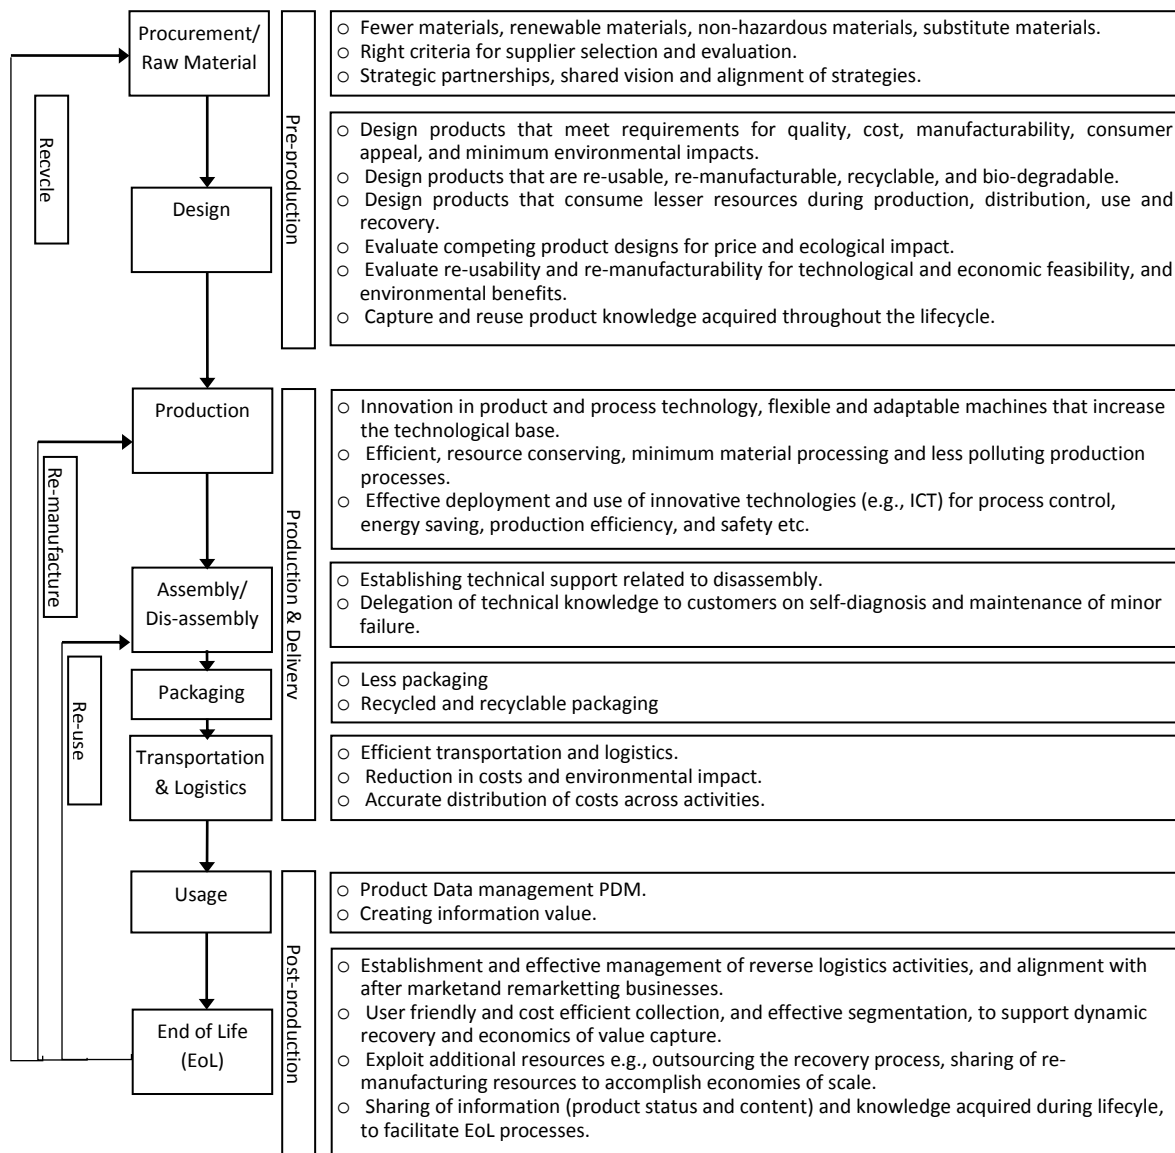 Procurement/
Raw Material
○ Fewer materials, renewable materials, non-hazardous materials, substitute materials.
○ Right criteria for supplier selection and evaluation.
○ Strategic partnerships, shared vision and alignment of strategies.
Recycle
Pre-production
Design
○ Design products that meet requirements for quality, cost, manufacturability, consumer
appeal, and minimum environmental impacts.
○ Design products that are re-usable, re-manufacturable, recyclable, and bio-degradable.
○ Design products that consume lesser resources during production, distribution, use and
recovery.
○ Evaluate competing product designs for price and ecological impact.
○ Evaluate re-usability and re-manufacturability for technological and economic feasibility, and
environmental benefits.
○ Capture and reuse product knowledge acquired throughout the lifecycle.
Production
○ Innovation in product and process technology, flexible and adaptable machines that increase
the technological base.
○ Efficient, resource conserving, minimum material processing and less polluting production
processes.
○ Effective deployment and use of innovative technologies (e.g., ICT) for process control,
energy saving, production efficiency, and safety etc.
Re-manufacture
Production & Delivery
Assembly/
Dis-assembly
○ Establishing technical support related to disassembly.
○ Delegation of technical knowledge to customers on self-diagnosis and maintenance of minor
failure.
Re-use
Packaging
○ Less packaging
○ Recycled and recyclable packaging
Transportation
& Logistics
○ Efficient transportation and logistics.
○ Reduction in costs and environmental impact.
○ Accurate distribution of costs across activities.
Usage
○ Product Data management PDM.
○ Creating information value.
Post-production
End of Life
(EoL)
○ Establishment and effective management of reverse logistics activities, and alignment with
after marketand remarketting businesses.
○ User friendly and cost efficient collection, and effective segmentation, to support dynamic
recovery and economics of value capture.
○ Exploit additional resources e.g., outsourcing the recovery process, sharing of re-
manufacturing resources to accomplish economies of scale.
○ Sharing of information (product status and content) and knowledge acquired during lifecyle,
to facilitate EoL processes.